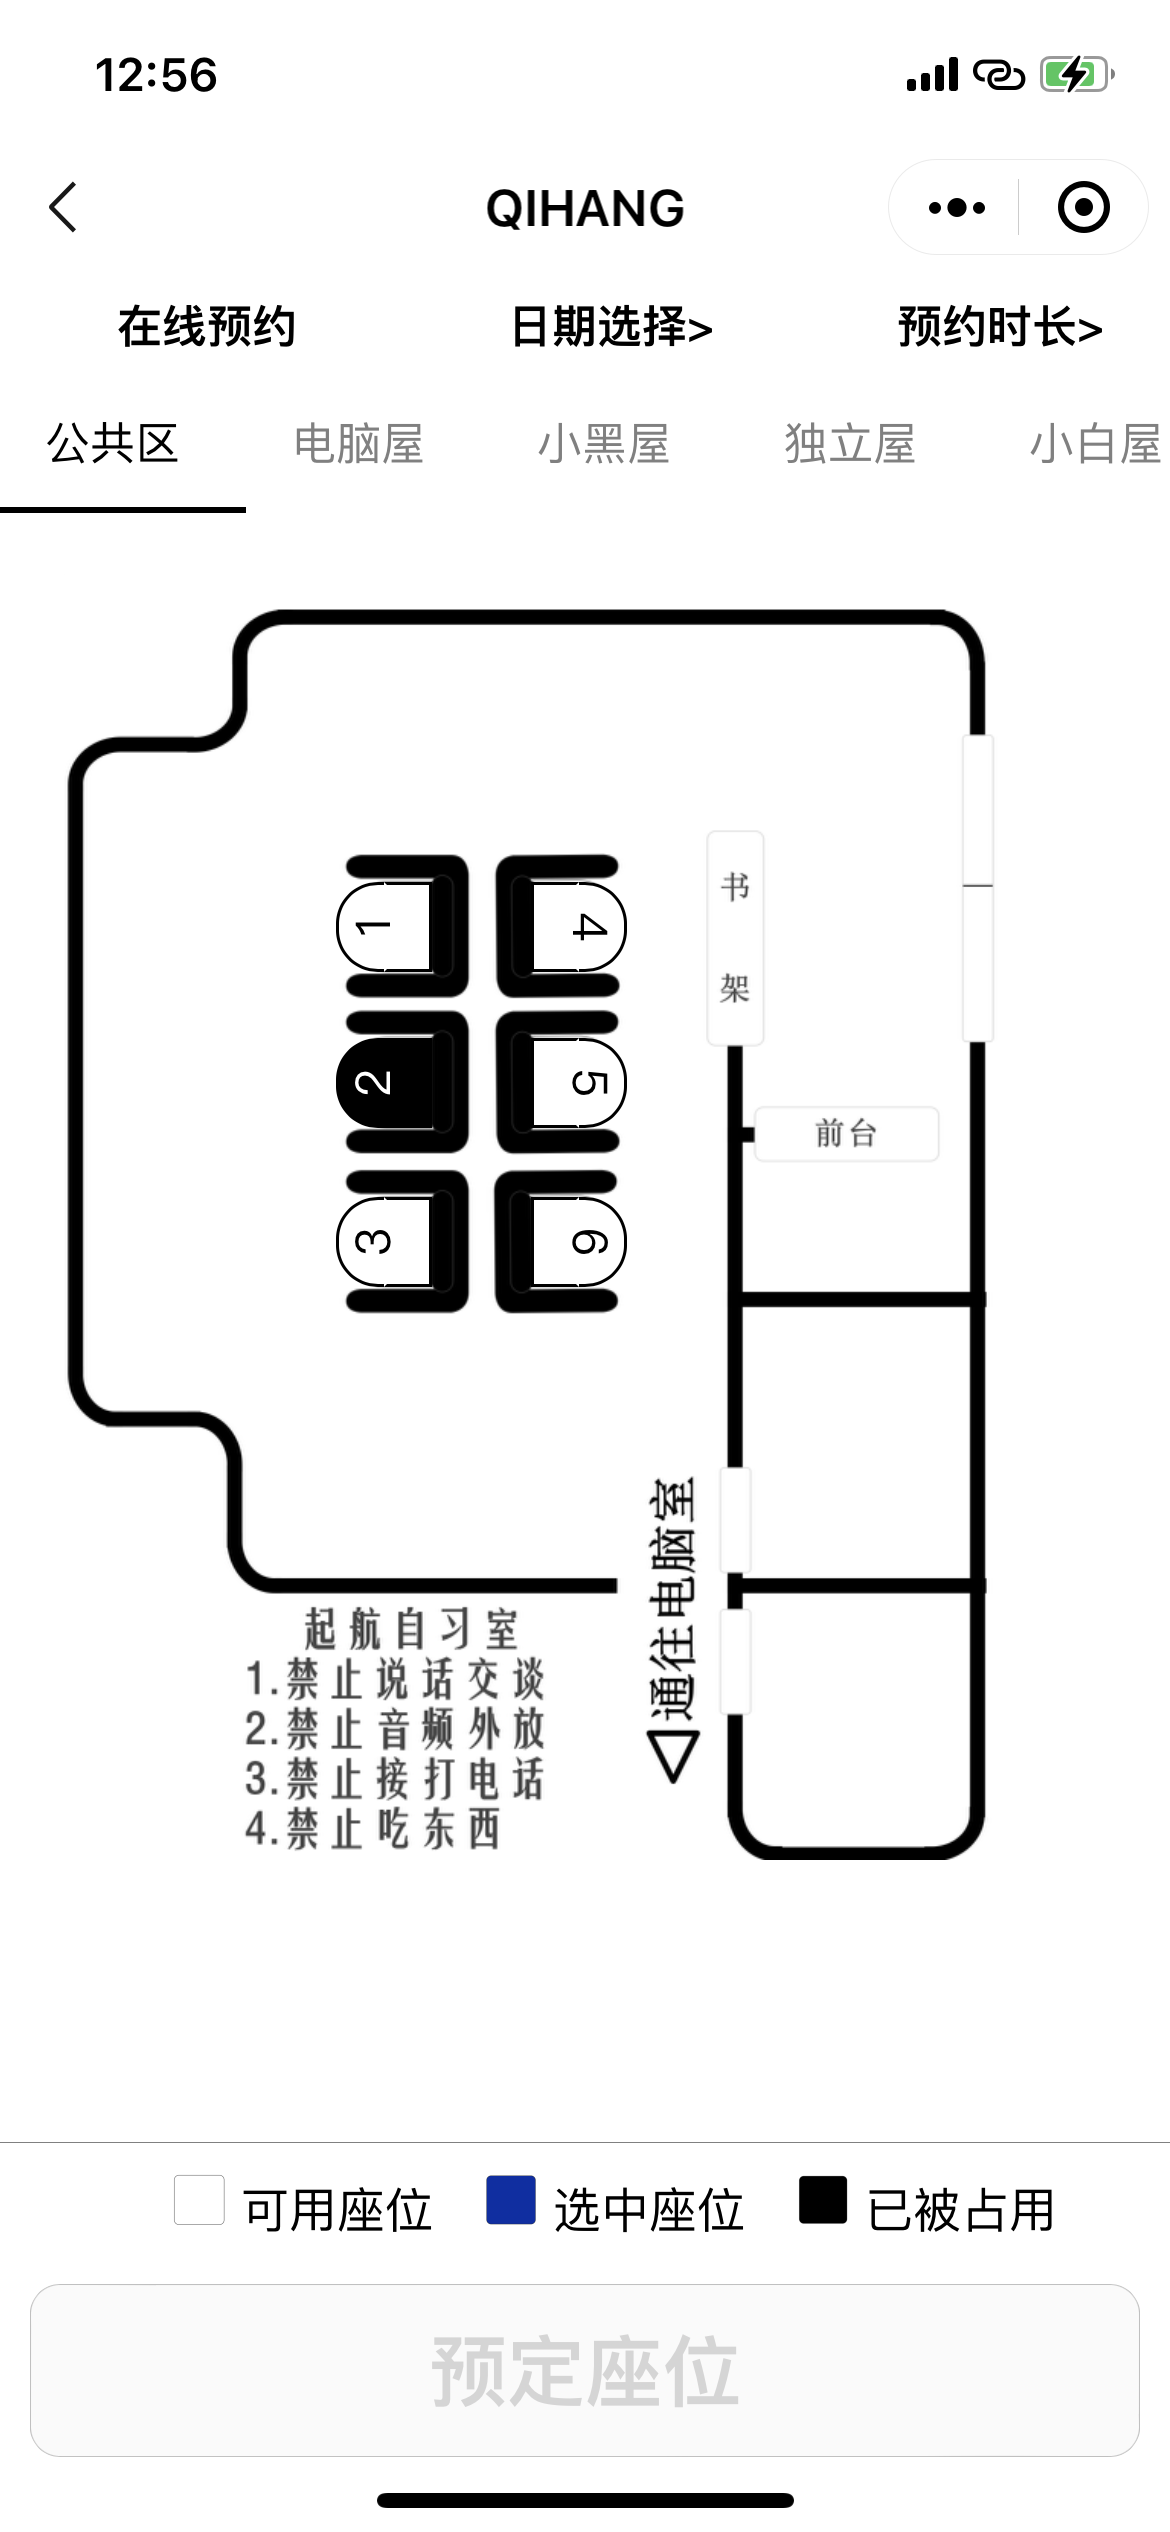 12:56
QIHANG
在线预约 日期选择> 预约时长>
公共区 电脑屋 小黑屋 独立屋 小白屋
1 4
2 5
3 6
书架
前台
通往电脑室
起航自习室
1.禁止说话交谈
2.禁止音频外放
3.禁止接打电话
4.禁止吃东西
可用座位 选中座位 已被占用
预定座位